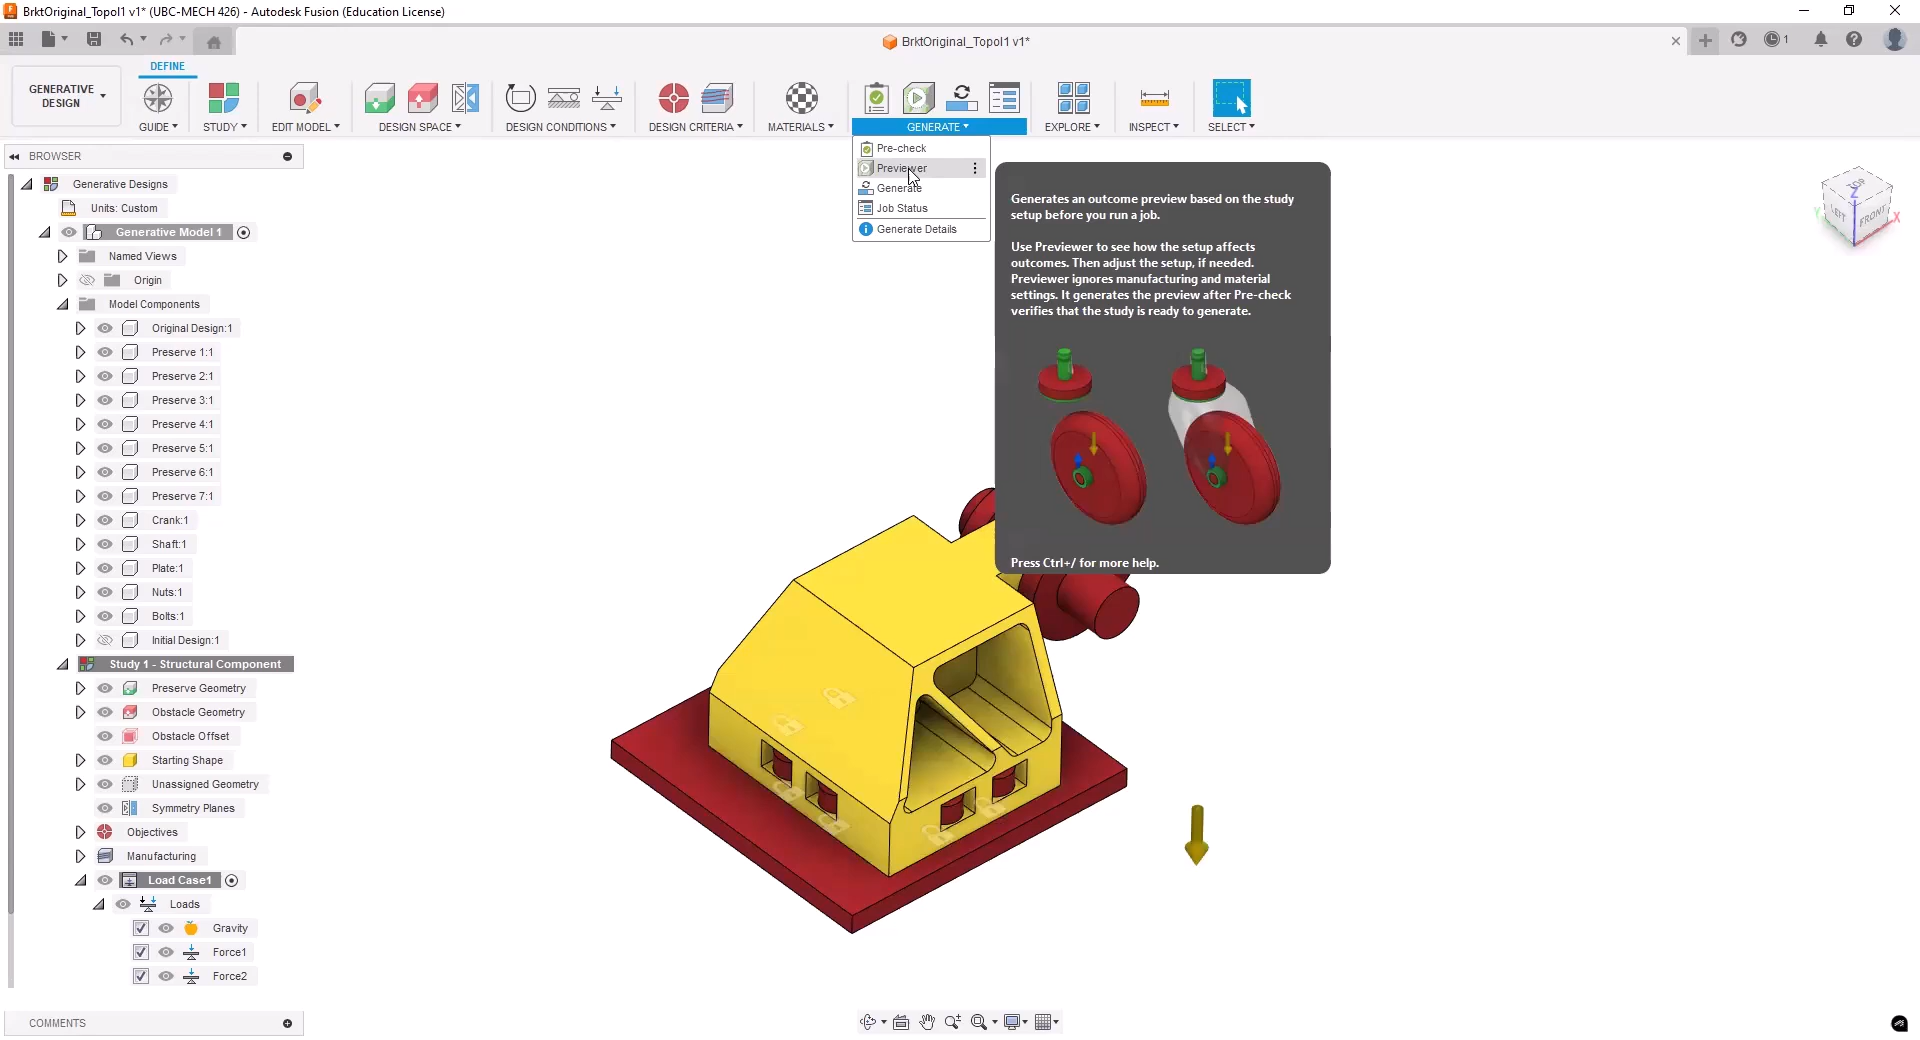 BrktOriginal_Topol1 v1* (UBC-MECH 426) - Autodesk Fusion (Education License)
BrktOriginal_Topol1 v1*
1
GENERATIVE
DESIGN
DEFINE
GUIDE
STUDY
EDIT MODEL
DESIGN SPACE
DESIGN CONDITIONS
DESIGN CRITERIA
MATERIALS
GENERATE
EXPLORE
INSPECT
SELECT
Pre-check
Previewer
Generate
Job Status
Generate Details
Generates an outcome preview based on the study
setup before you run a job.
Use Previewer to see how the setup affects
outcomes. Then adjust the setup, if needed.
Previewer ignores manufacturing and material
settings. It generates the preview after Pre-check
verifies that the study is ready to generate.
Press Ctrl+/ for more help.
TOP
LEFT
FRONT
Z
Y
X
BROWSER
Generative Designs
Units: Custom
Generative Model 1
Named Views
Origin
Model Components
Original Design:1
Preserve 1:1
Preserve 2:1
Preserve 3:1
Preserve 4:1
Preserve 5:1
Preserve 6:1
Preserve 7:1
Crank:1
Shaft:1
Plate:1
Nuts:1
Bolts:1
Initial Design:1
Study 1 - Structural Component
Preserve Geometry
Obstacle Geometry
Obstacle Offset
Starting Shape
Unassigned Geometry
Symmetry Planes
Objectives
Manufacturing
Load Case1
Loads
Gravity
Force1
Force2
COMMENTS